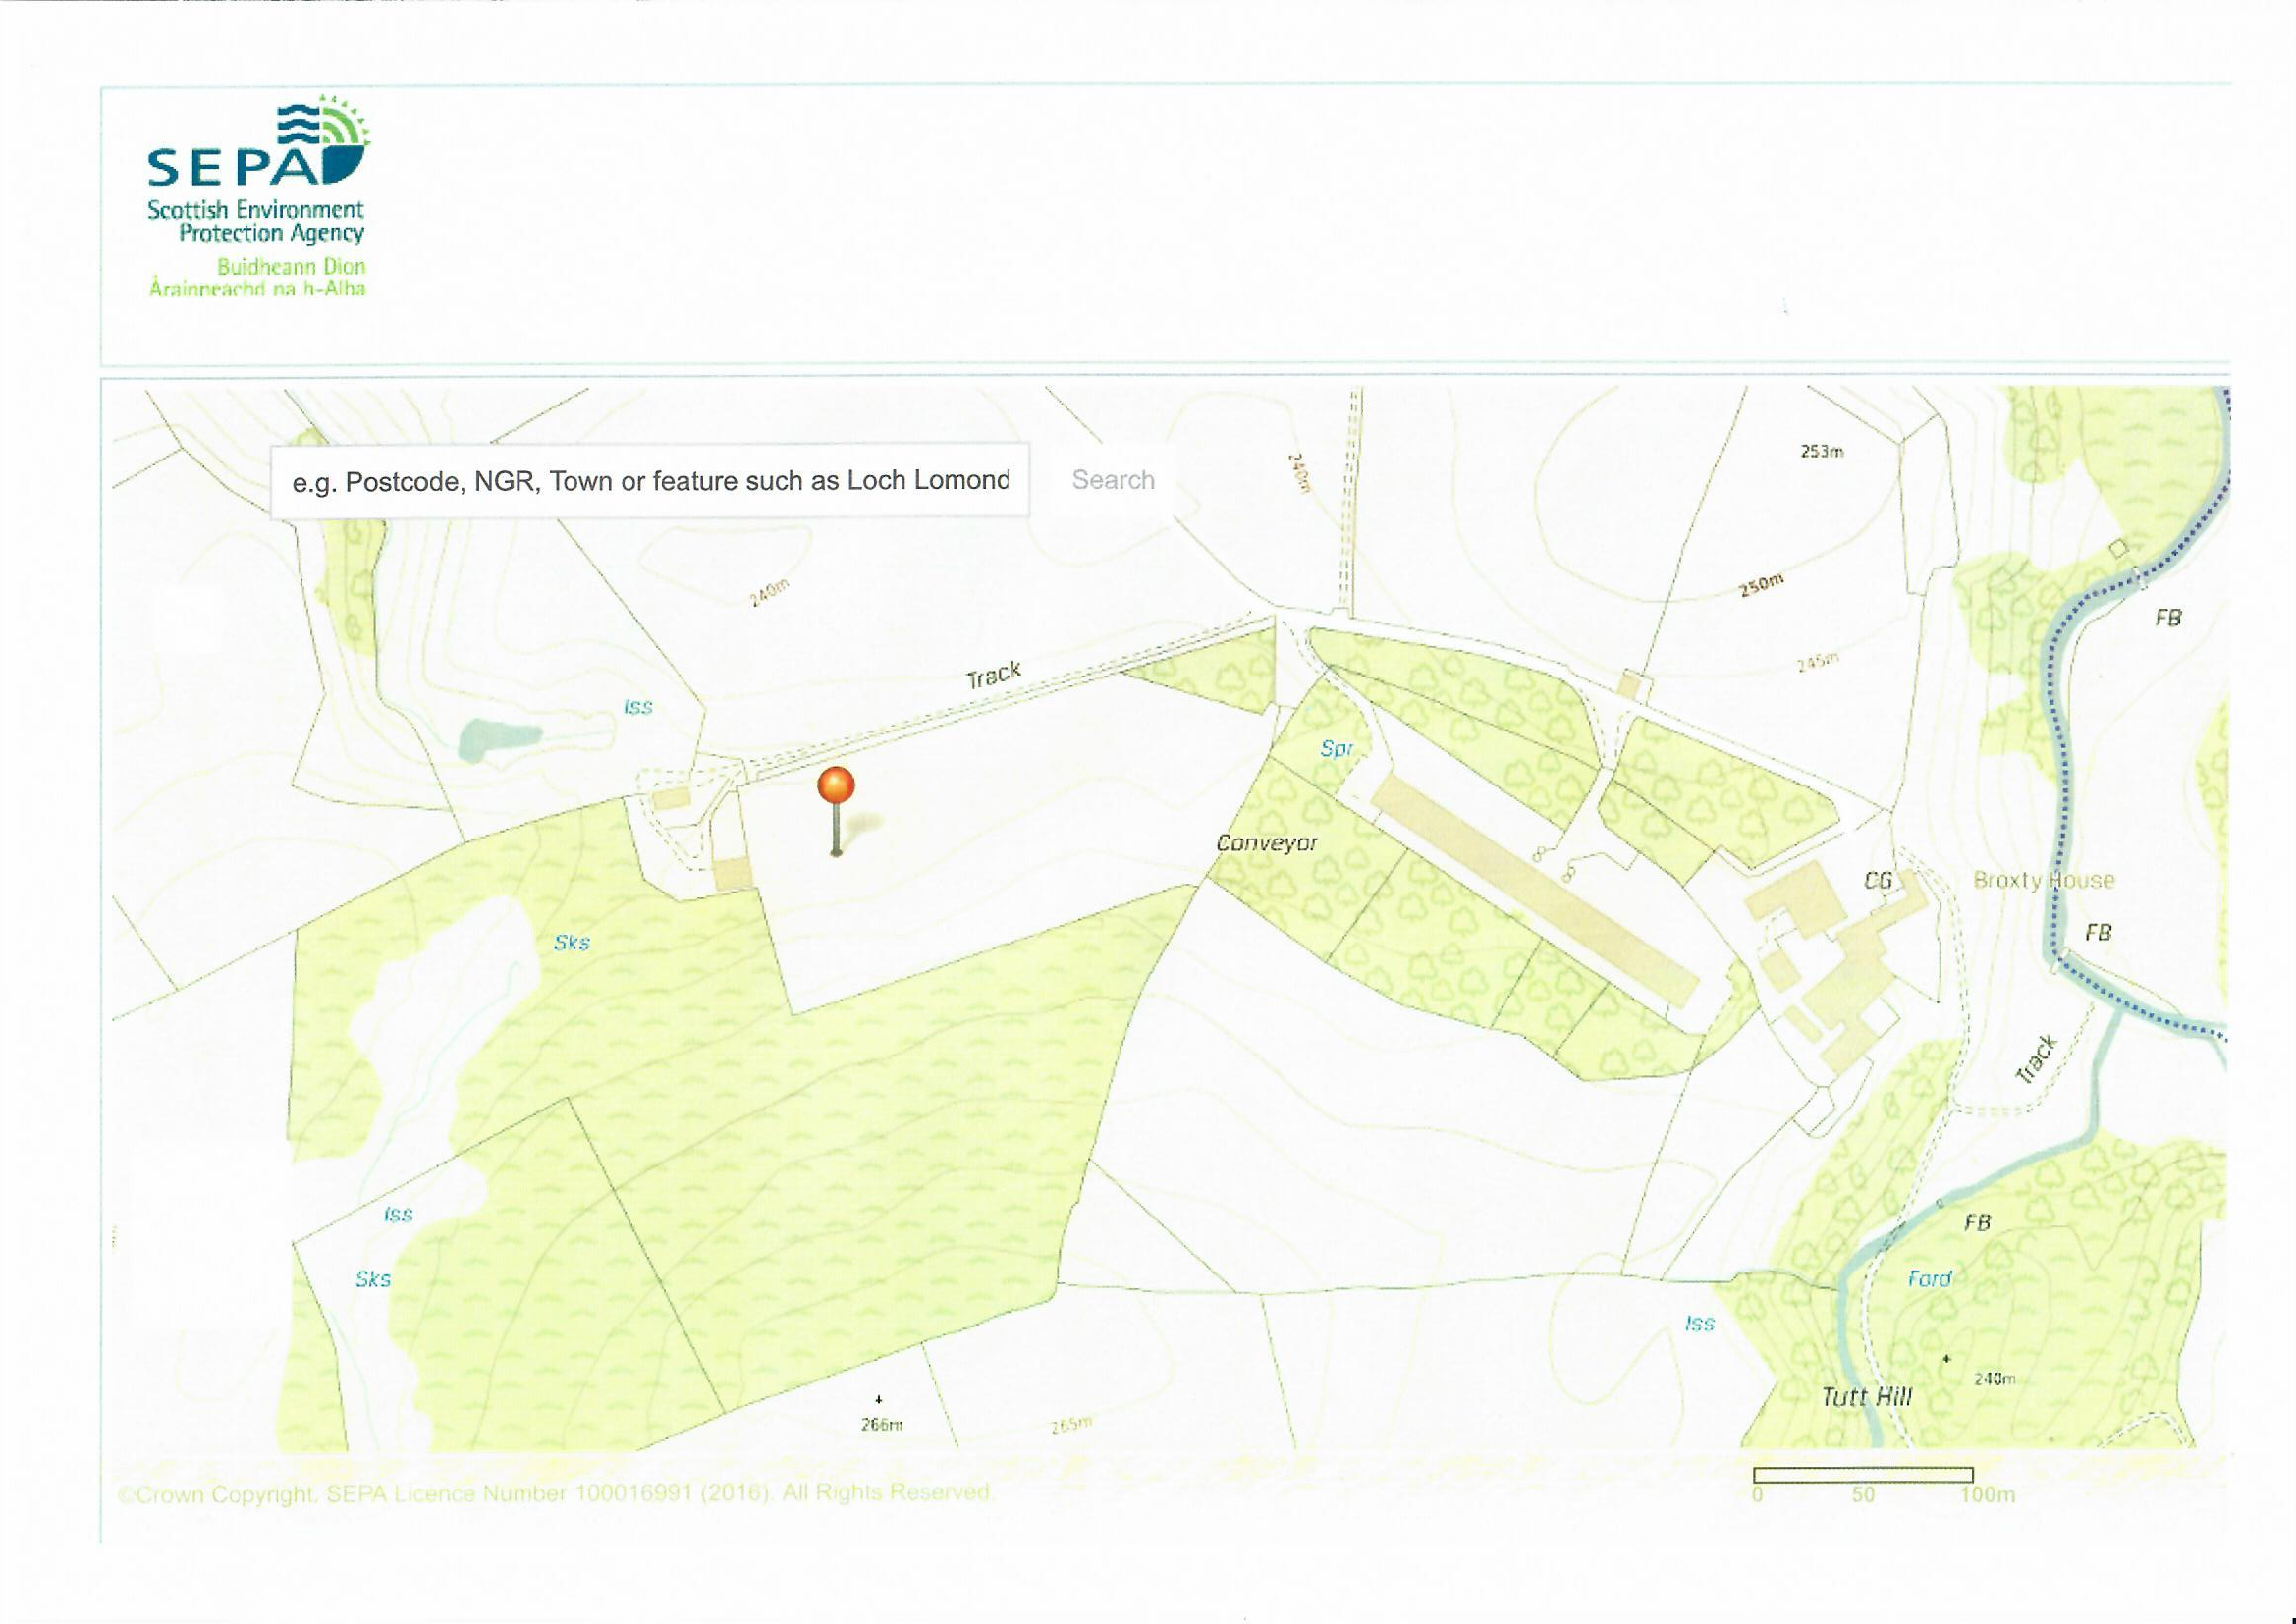 SEPA
Scottish Environment
Protection Agency
Buidheann Dìon
Àrainneachd na h-Alba
e.g. Postcode, NGR, Town or feature such as Loch Lomond
Search
240m
253m
240m
250m
FB
245m
Track
Iss
Spr
Conveyor
CG
Broxty House
FB
Sks
Track
Iss
FB
Sks
Ford
Iss
240m
Tutt Hill
266m
265m
©Crown Copyright. SEPA Licence Number 100016991 (2016). All Rights Reserved.
0 50 100m